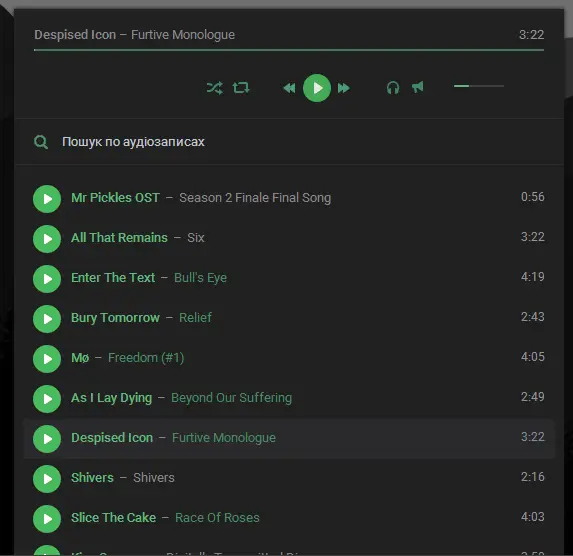 Despised Icon – Furtive Monologue 3:22
Пошук по аудіозаписах
Mr Pickles OST – Season 2 Finale Final Song 0:56
All That Remains – Six 3:22
Enter The Text – Bull's Eye 4:19
Bury Tomorrow – Relief 2:43
Mø – Freedom (#1) 4:05
As I Lay Dying – Beyond Our Suffering 2:49
Despised Icon – Furtive Monologue 3:22
Shivers – Shivers 2:16
Slice The Cake – Race Of Roses 4:03